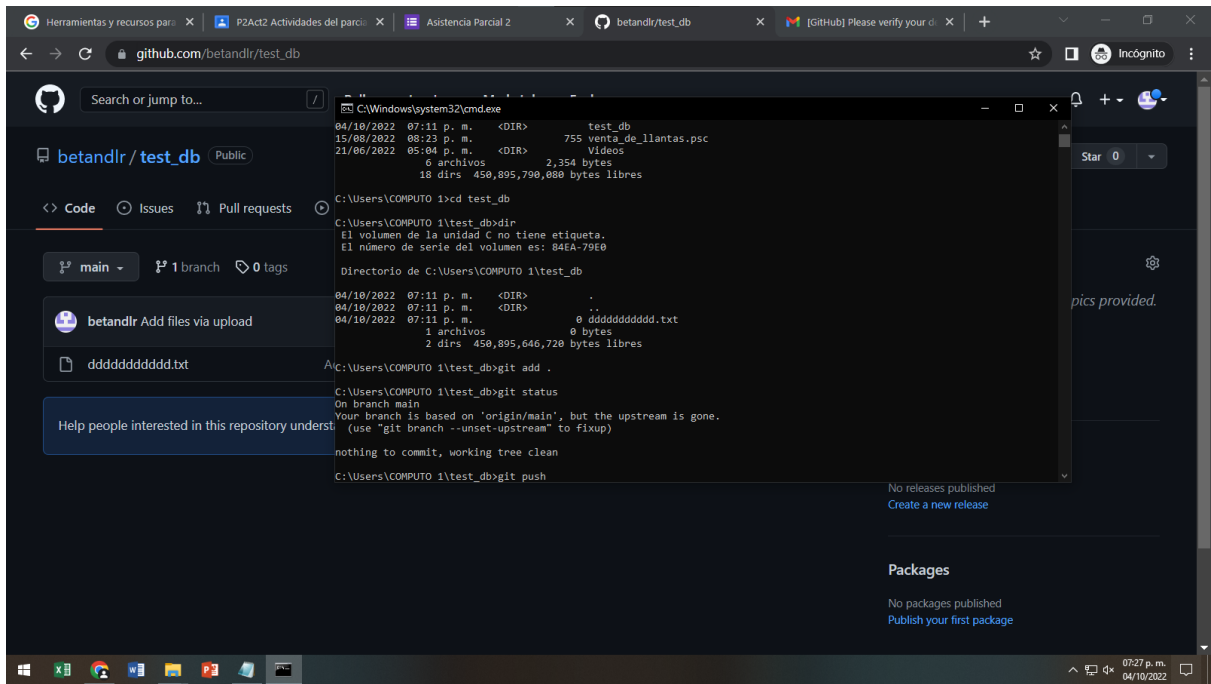 Herramientas y recursos para
P2Act2 Actividades del parcia
Asistencia Parcial 2
betandlr/test_db
[GitHub] Please verify your d
github.com/betandlr/test_db
Incógnito
Search or jump to...
/
C:\Windows\system32\cmd.exe
betandlr / test_db Public
Star 0
<> Code
Issues
Pull requests
main
1 branch
0 tags
pics provided.
betandlr Add files via upload
ddddddddddd.txt
Help people interested in this repository underst
04/10/2022 07:11 p. m. <DIR> test_db
15/08/2022 08:23 p. m. 755 venta_de_llantas.psc
21/06/2022 05:04 p. m. <DIR> Videos
6 archivos 2,354 bytes
18 dirs 450,895,790,080 bytes libres
C:\Users\COMPUTO 1>cd test_db
C:\Users\COMPUTO 1\test_db>dir
El volumen de la unidad C no tiene etiqueta.
El número de serie del volumen es: 84EA-79E0
Directorio de C:\Users\COMPUTO 1\test_db
04/10/2022 07:11 p. m. <DIR> .
04/10/2022 07:11 p. m. <DIR> ..
04/10/2022 07:11 p. m. 0 ddddddddddd.txt
1 archivos 0 bytes
2 dirs 450,895,646,720 bytes libres
C:\Users\COMPUTO 1\test_db>git add .
C:\Users\COMPUTO 1\test_db>git status
On branch main
Your branch is based on 'origin/main', but the upstream is gone.
(use "git branch --unset-upstream" to fixup)
nothing to commit, working tree clean
C:\Users\COMPUTO 1\test_db>git push
No releases published
Create a new release
Packages
No packages published
Publish your first package
07:27 p. m.
04/10/2022